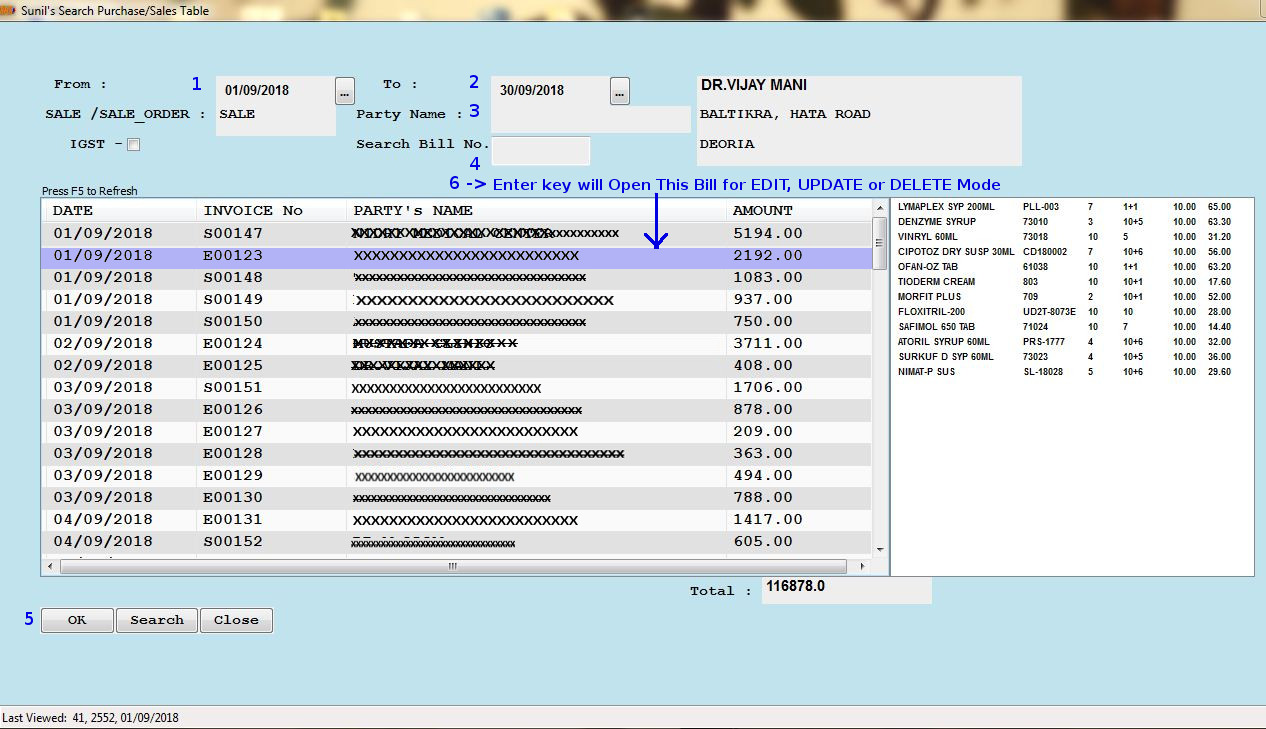 Sunil's Search Purchase/Sales Table
From : 1 01/09/2018 ... To : 2 30/09/2018 ... DR.VIJAY MANI
SALE /SALE_ORDER : SALE Party Name : 3 BALTIKRA, HATA ROAD
IGST - Search Bill No. DEORIA
4
6 -> Enter key will Open This Bill for EDIT, UPDATE or DELETE Mode
Press F5 to Refresh
DATE INVOICE No PARTY's NAME AMOUNT
01/09/2018 S00147 5194.00
01/09/2018 E00123 XXXXXXXXXXXXXXXXXXXXXXXXX 2192.00
01/09/2018 S00148 1083.00
01/09/2018 S00149 937.00
01/09/2018 S00150 750.00
02/09/2018 E00124 3711.00
02/09/2018 E00125 408.00
03/09/2018 S00151 1706.00
03/09/2018 E00126 878.00
03/09/2018 E00127 209.00
03/09/2018 E00128 363.00
03/09/2018 E00129 494.00
03/09/2018 E00130 788.00
04/09/2018 E00131 1417.00
04/09/2018 S00152 605.00
LYMAPLEX SYP 200ML PLL-003 7 1+1 10.00 65.00
DENZYME SYRUP 73010 3 10+5 10.00 63.30
VINRYL 60ML 73018 10 5 10.00 31.20
CIPOTOZ DRY SUSP 30ML CD180002 7 10+6 10.00 56.00
OFAN-OZ TAB 61038 10 1+1 10.00 63.20
TIODERM CREAM 803 10 10+1 10.00 17.60
MORFIT PLUS 709 2 10+1 10.00 52.00
FLOXITRIL-200 UD2T-8073E 10 10 10.00 28.00
SAFIMOL 650 TAB 71024 10 7 10.00 14.40
ATORIL SYRUP 60ML PRS-1777 4 10+6 10.00 32.00
SURKUF D SYP 60ML 73023 4 10+5 10.00 36.00
NIMAT-P SUS SL-18028 5 10+6 10.00 29.60
Total : 116878.0
5 OK Search Close
Last Viewed: 41, 2552, 01/09/2018